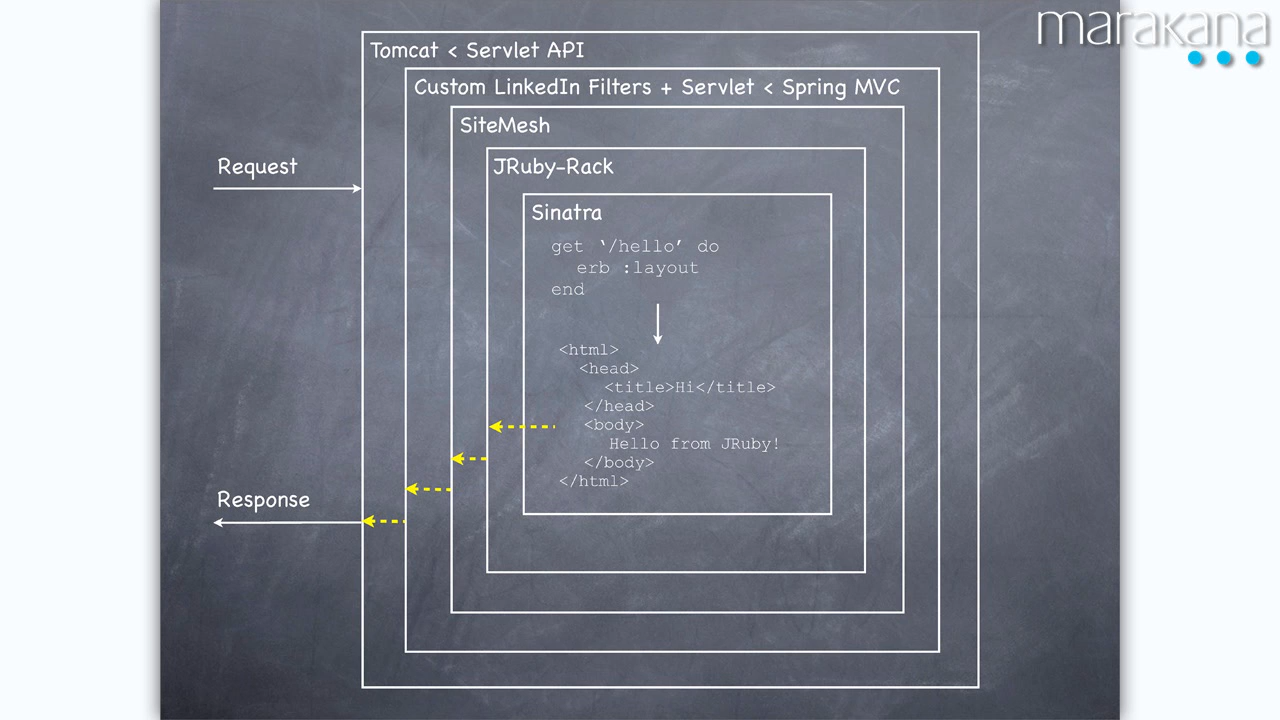 marakana
Tomcat < Servlet API
Custom LinkedIn Filters + Servlet < Spring MVC
SiteMesh
JRuby-Rack
Sinatra
get ‘/hello’ do
erb :layout
end
<html>
<head>
<title>Hi</title>
</head>
<body>
Hello from JRuby!
</body>
</html>
Request
Response